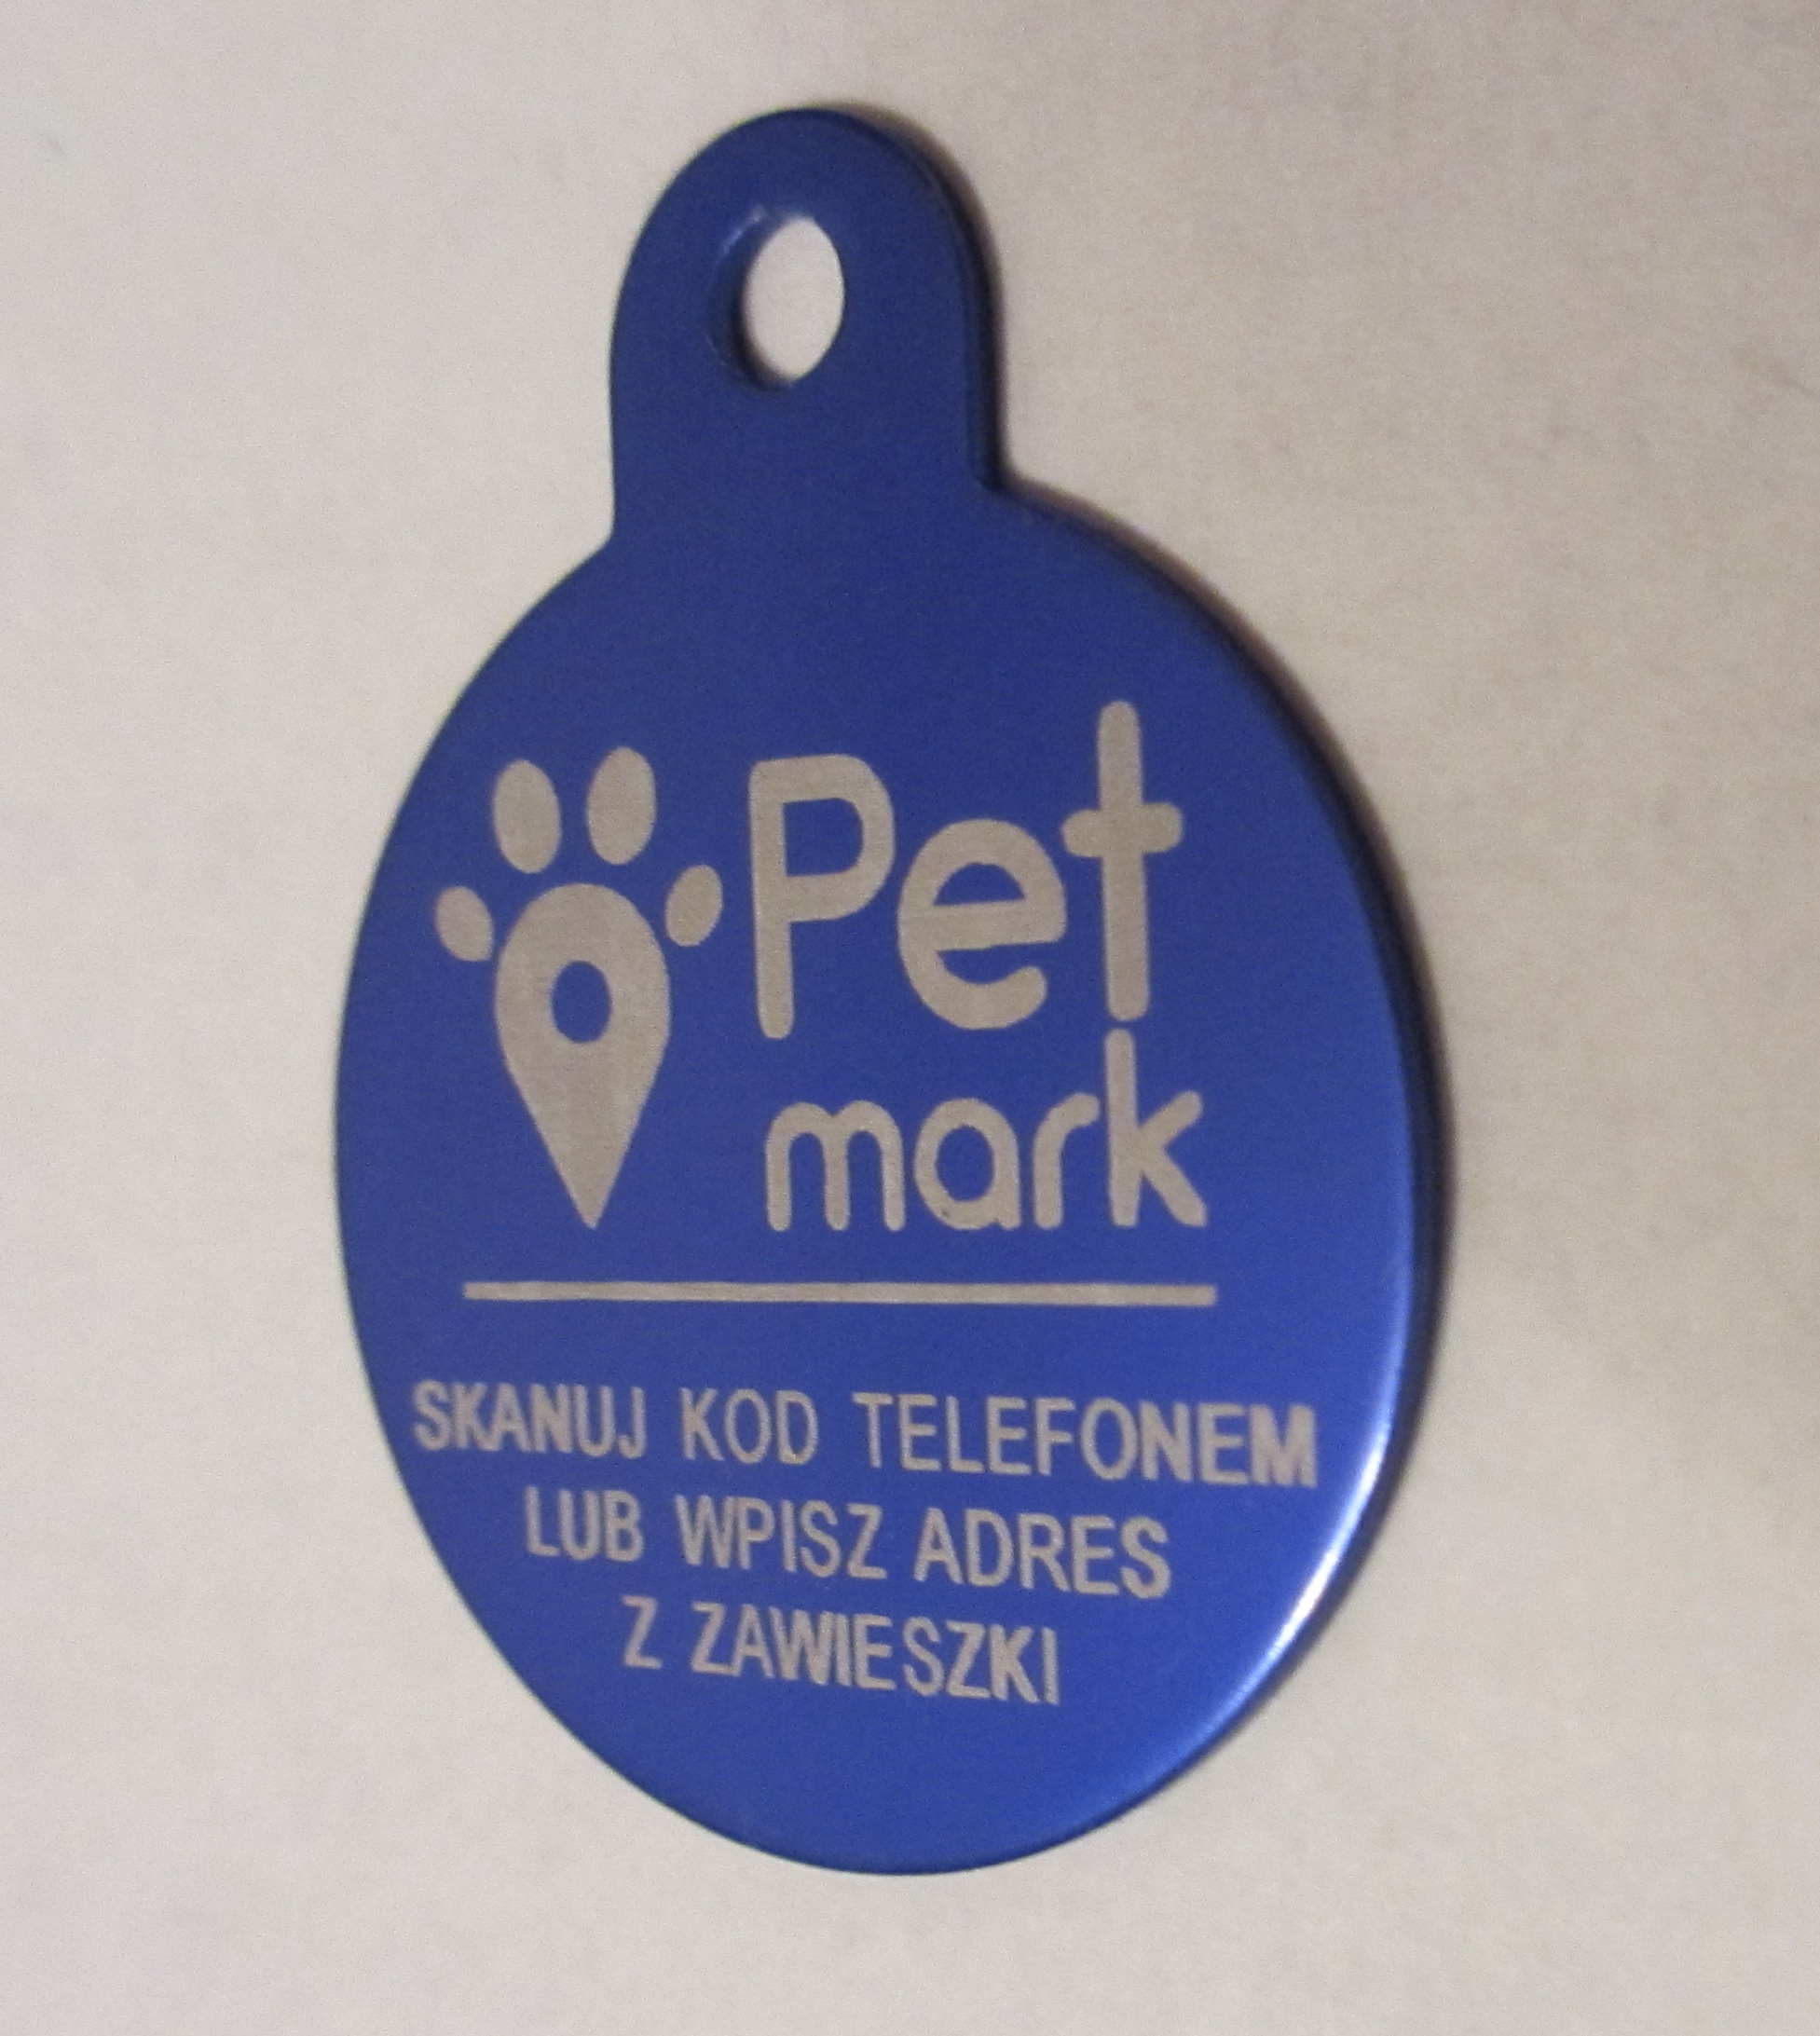 Pet
mark
SKANUJ KOD TELEFONEM
LUB WPISZ ADRES
Z ZAWIESZKI